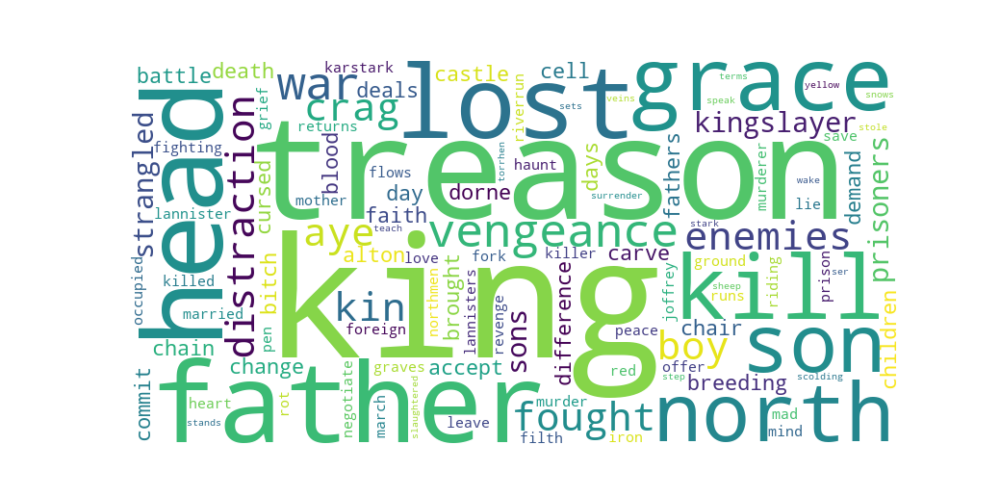 king
treason
lost
head
father
kill
grace
son
north
war
crag
vengeance
kin
fought
boy
enemies
aye
distraction
kingslayer
prisoners
strangled
battle
death
karstark
deals
castle
cell
grief
returns
riverrun
sets
veins
terms
speak
yellow
snows
stole
save
fighting
cursed
blood
flows
torrhen
haunt
days
fathers
murderer
demand
lannister
mother
day
dorne
surrender
wake
lie
faith
teach
stark
bitch
alton
love
fork
killer
carve
ground
prison
ser
occupied
killed
married
foreign
northmen
brought
lannisters
revenge
sons
difference
peace
joffrey
sheep
runs
riding
children
pen
chair
chain
change
graves
accept
red
offer
step
breeding
scolding
commit
heart
stands
rot
negotiate
march
slaughtered
leave
murder
filth
iron
mad
mind